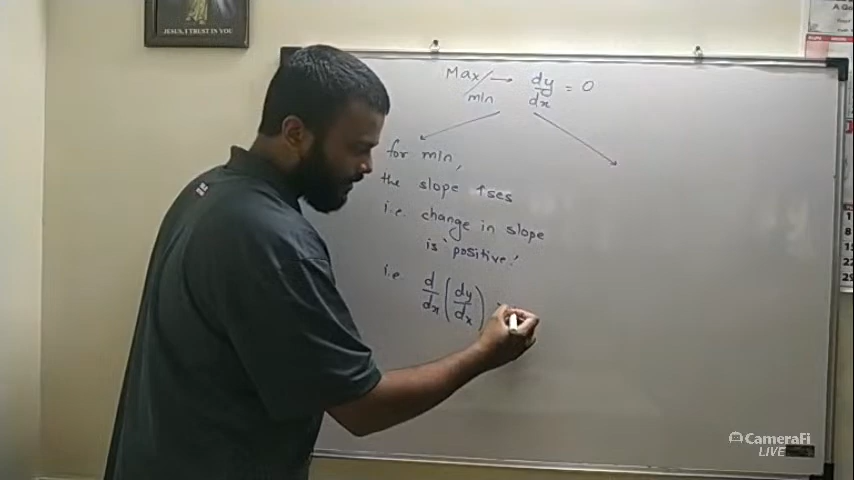 JESUS, I TRUST IN YOU
Max/min → dy/dx = 0
for min,
the slope ↑ses
i.e. change in slope
is 'positive'
i.e. d/dx (dy/dx)
CameraFi
LIVE